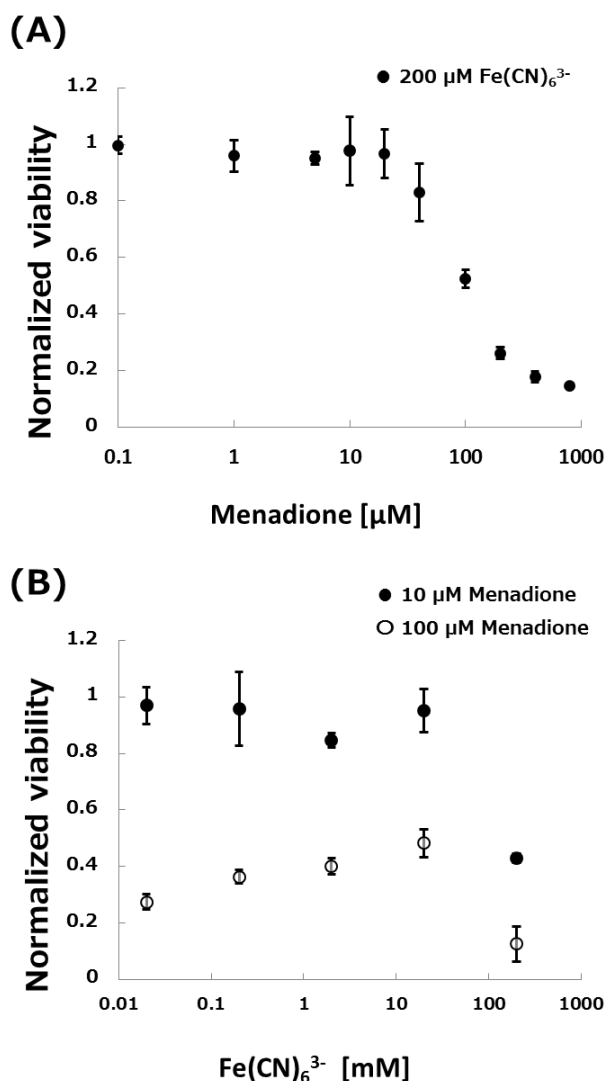 (A)
200 μM Fe(CN)₆³⁻
1.2
1
0.8
0.6
0.4
0.2
0
Normalized viability
0.1 1 10 100 1000
Menadione [μM]
(B)
10 μM Menadione
100 μM Menadione
1.2
1
0.8
0.6
0.4
0.2
0
Normalized viability
0.01 0.1 1 10 100 1000
Fe(CN)₆³⁻ [mM]